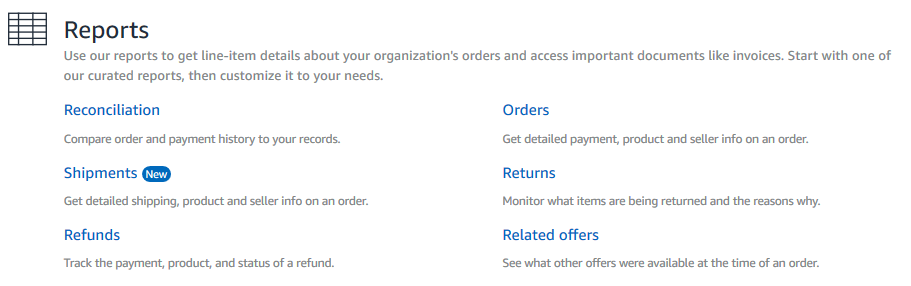 Reports
Use our reports to get line-item details about your organization's orders and access important documents like invoices. Start with one of
our curated reports, then customize it to your needs.
Reconciliation
Compare order and payment history to your records.
Orders
Get detailed payment, product and seller info on an order.
Shipments New
Get detailed shipping, product and seller info on an order.
Returns
Monitor what items are being returned and the reasons why.
Refunds
Track the payment, product, and status of a refund.
Related offers
See what other offers were available at the time of an order.